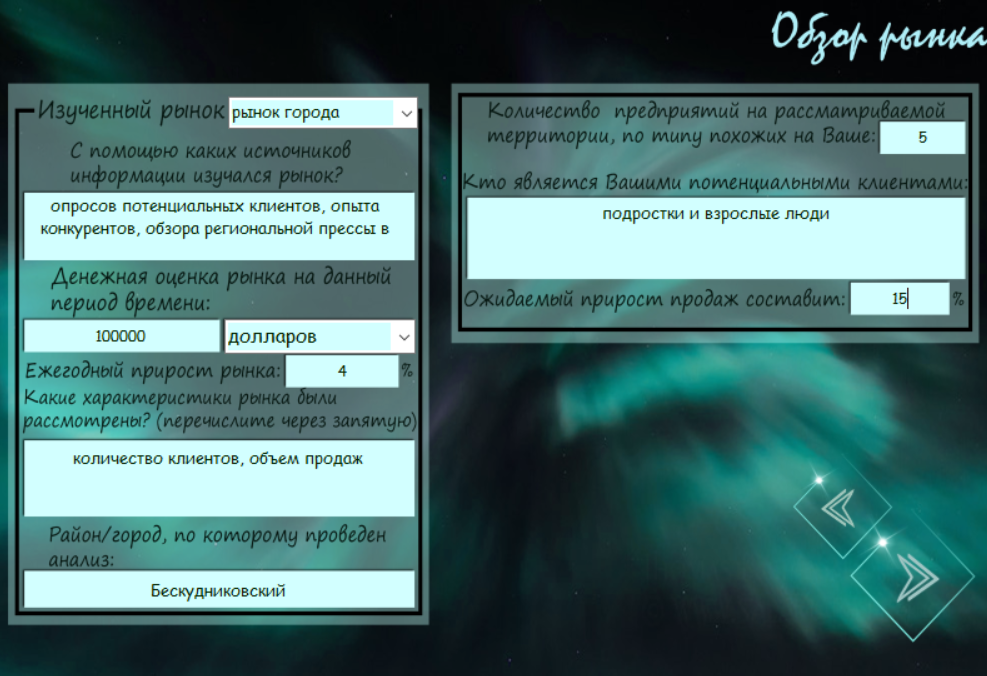 Обзор рынка
Изученный рынок рынок города
С помощью каких источников
информации изучался рынок?
опросов потенциальных клиентов, опыта
конкурентов, обзора региональной прессы в
Денежная оценка рынка на данный
период времени:
100000 долларов
Ежегодный прирост рынка: 4 %
Какие характеристики рынка были
рассмотрены? (перечислите через запятую)
количество клиентов, объем продаж
Район/город, по которому проведен
анализ:
Бескудниковский
Количество предприятий на рассматриваемой
территории, по типу похожих на Ваше: 5
Кто является Вашими потенциальными клиентами:
подростки и взрослые люди
Ожидаемый прирост продаж составит: 15 %